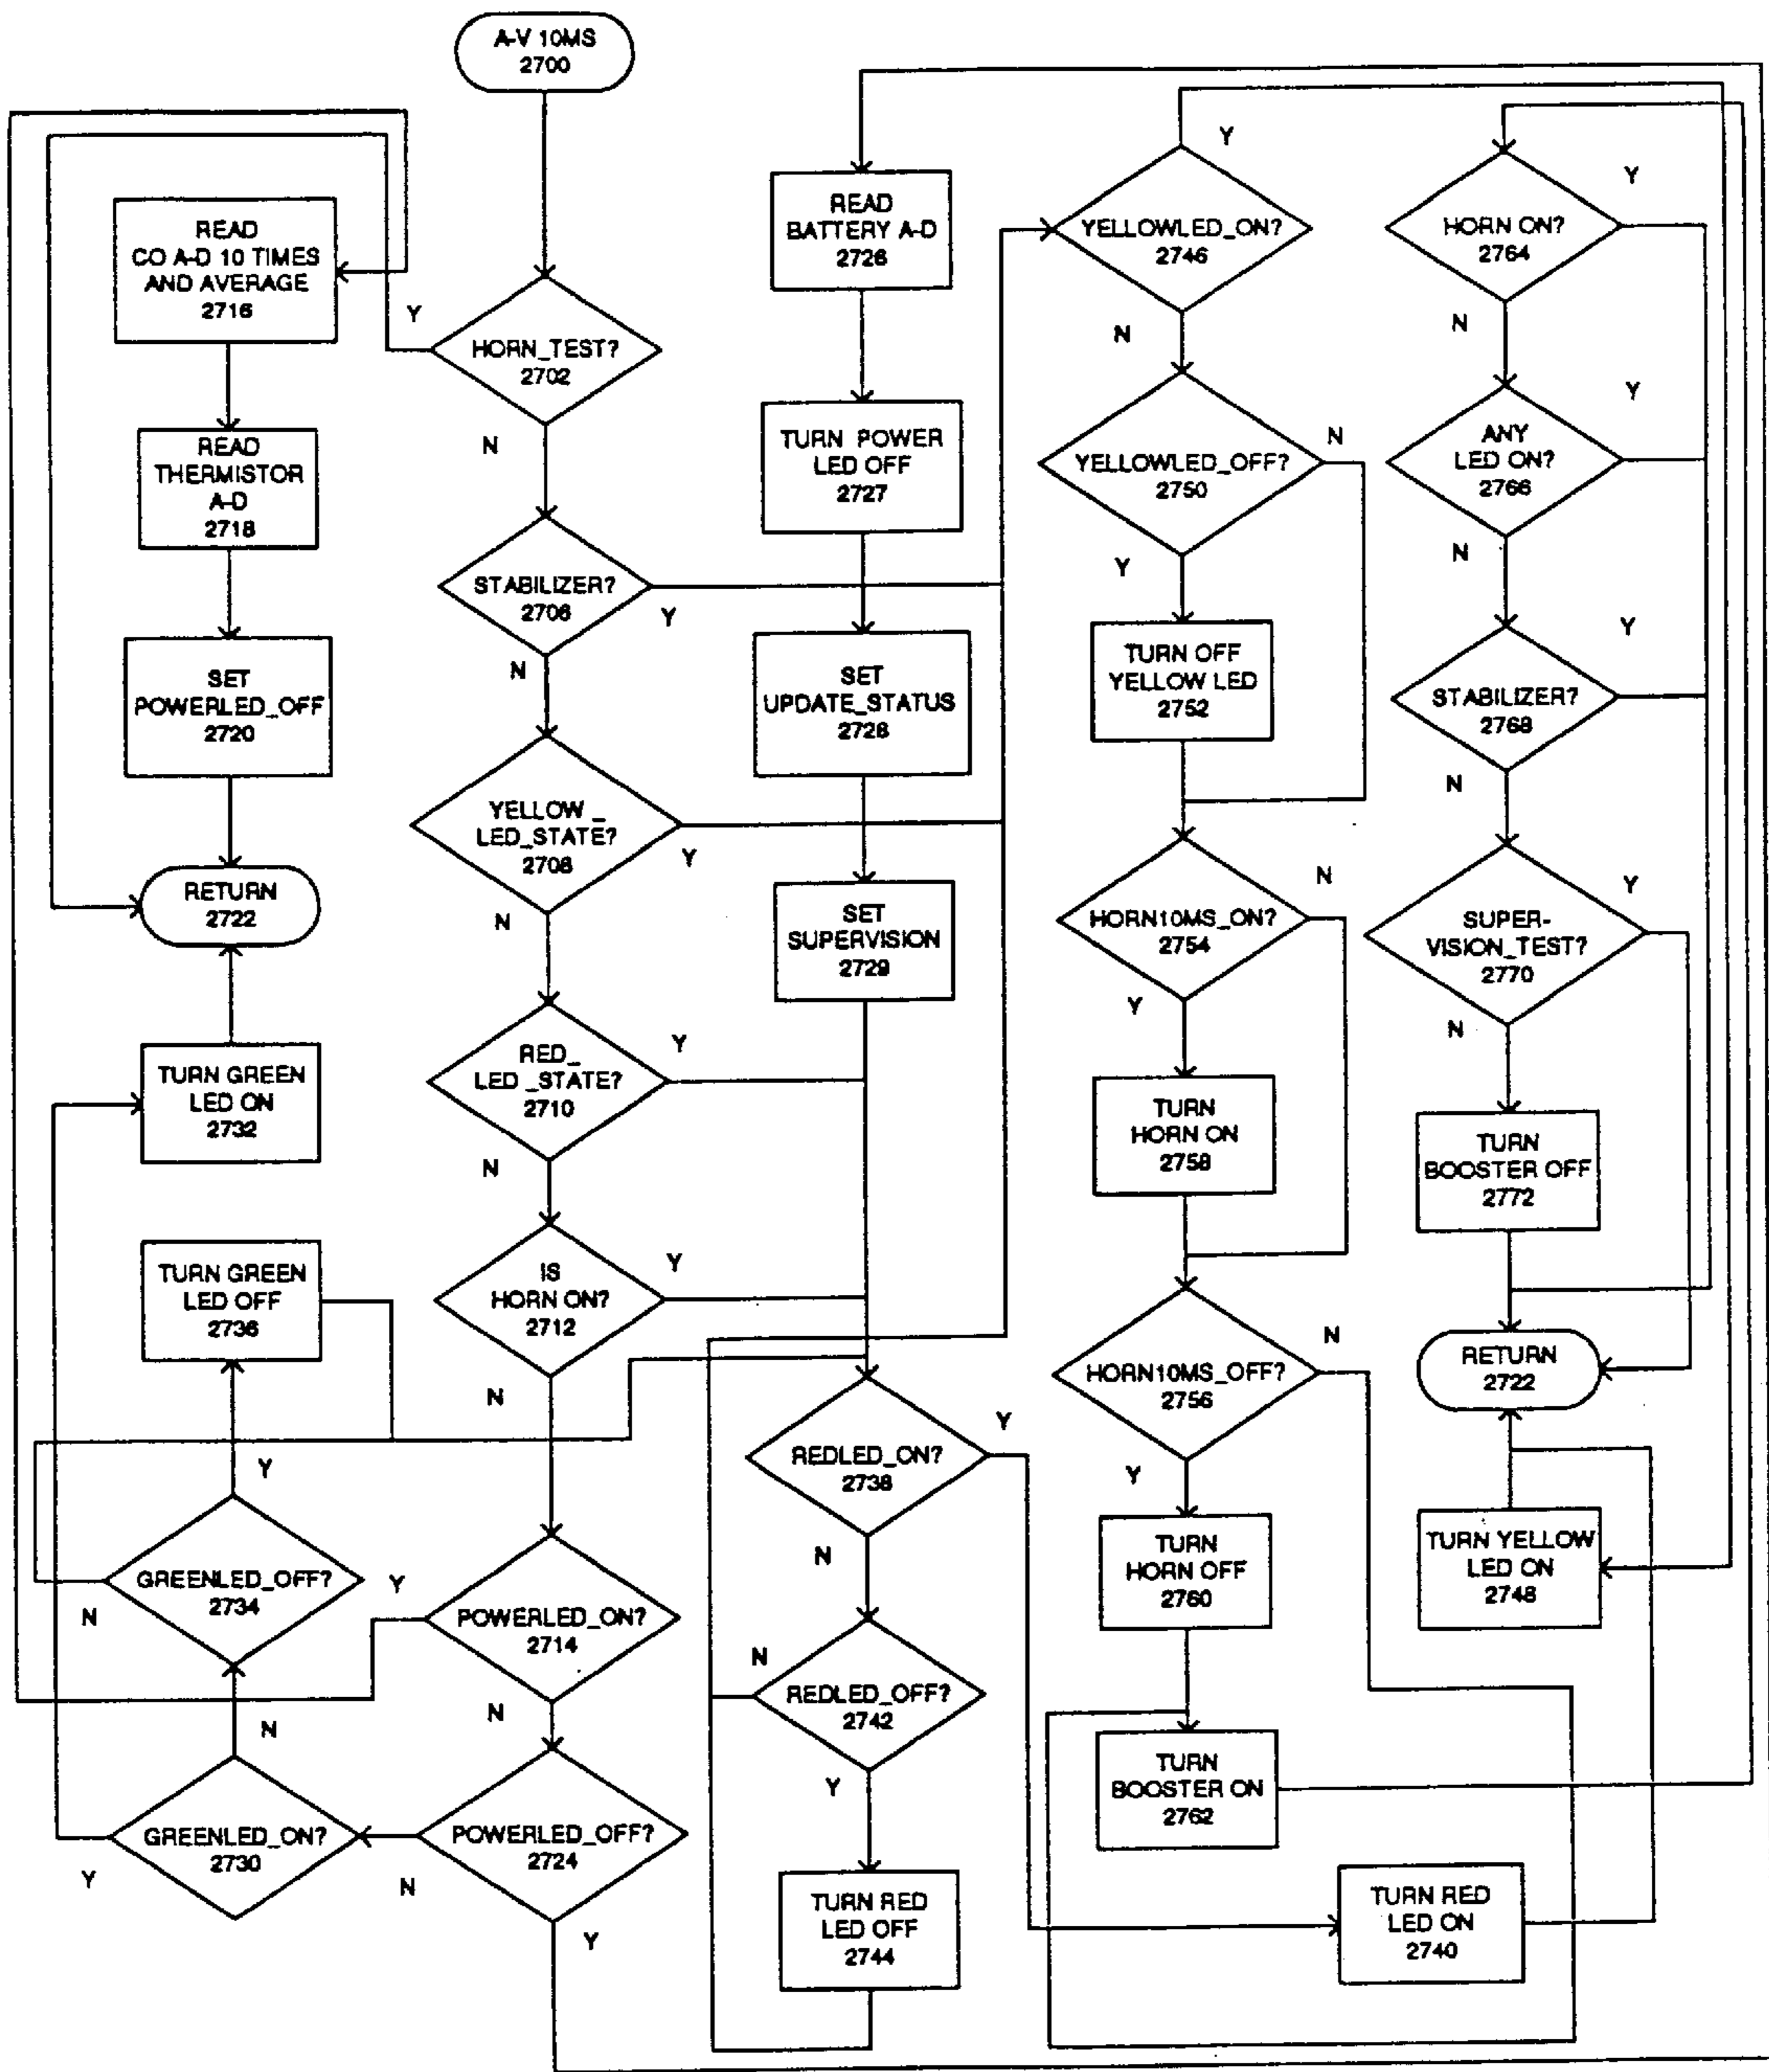 A-V 10MS
2700
Y
READ
CO A-D 10 TIMES
AND AVERAGE
2716
READ
THERMISTOR
A-D
2718
SET
POWERLED_OFF
2720
RETURN
2722
TURN GREEN
LED ON
2732
TURN GREEN
LED OFF
2736
Y
GREENLED_OFF?
2734
N
N
GREENLED_ON?
2730
Y
HORN_TEST?
2702
N
STABILIZER?
2706
Y
N
YELLOW_
LED_STATE?
2708
Y
N
RED_
LED_STATE?
2710
Y
N
IS
HORN ON?
2712
Y
N
Y
POWERLED_ON?
2714
N
POWERLED_OFF?
2724
N
Y
READ
BATTERY A-D
2726
TURN POWER
LED OFF
2727
SET
UPDATE_STATUS
2728
SET
SUPERVISION
2729
REDLED_ON?
2738
Y
N
N
REDLED_OFF?
2742
Y
TURN RED
LED OFF
2744
Y
YELLOWLED_ON?
2746
N
N
YELLOWLED_OFF?
2750
Y
TURN OFF
YELLOW LED
2752
N
HORN10MS_ON?
2754
Y
TURN
HORN ON
2758
N
HORN10MS_OFF?
2756
Y
TURN
HORN OFF
2760
TURN
BOOSTER ON
2762
Y
HORN ON?
2764
N
Y
ANY
LED ON?
2766
N
Y
STABILIZER?
2768
N
Y
SUPER-
VISION_TEST?
2770
N
TURN
BOOSTER OFF
2772
RETURN
2722
TURN YELLOW
LED ON
2748
TURN RED
LED ON
2740